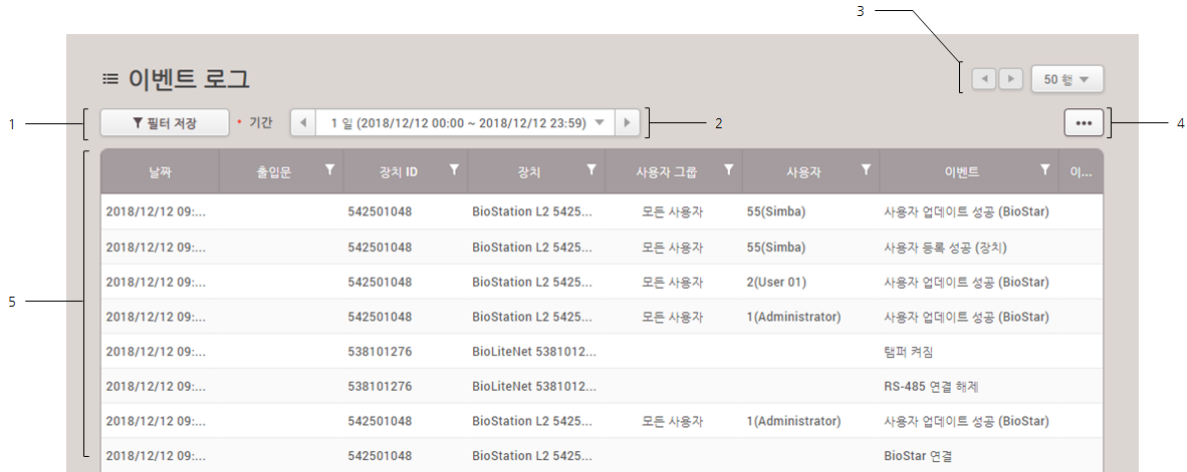 3
이벤트 로그
50 행
1
필터 저장
* 기간
1 일 (2018/12/12 00:00 ~ 2018/12/12 23:59)
2
•••
4
날짜 출입문 장치 ID 장치 사용자 그룹 사용자 이벤트 이...
2018/12/12 09:... 542501048 BioStation L2 5425... 모든 사용자 55(Simba) 사용자 업데이트 성공 (BioStar)
2018/12/12 09:... 542501048 BioStation L2 5425... 모든 사용자 55(Simba) 사용자 등록 성공 (장치)
2018/12/12 09:... 542501048 BioStation L2 5425... 모든 사용자 2(User 01) 사용자 업데이트 성공 (BioStar)
5
2018/12/12 09:... 542501048 BioStation L2 5425... 모든 사용자 1(Administrator) 사용자 업데이트 성공 (BioStar)
2018/12/12 09:... 538101276 BioLiteNet 5381012... 탬퍼 켜짐
2018/12/12 09:... 538101276 BioLiteNet 5381012... RS-485 연결 해제
2018/12/12 09:... 542501048 BioStation L2 5425... 모든 사용자 1(Administrator) 사용자 업데이트 성공 (BioStar)
2018/12/12 09:... 542501048 BioStation L2 5425... BioStar 연결